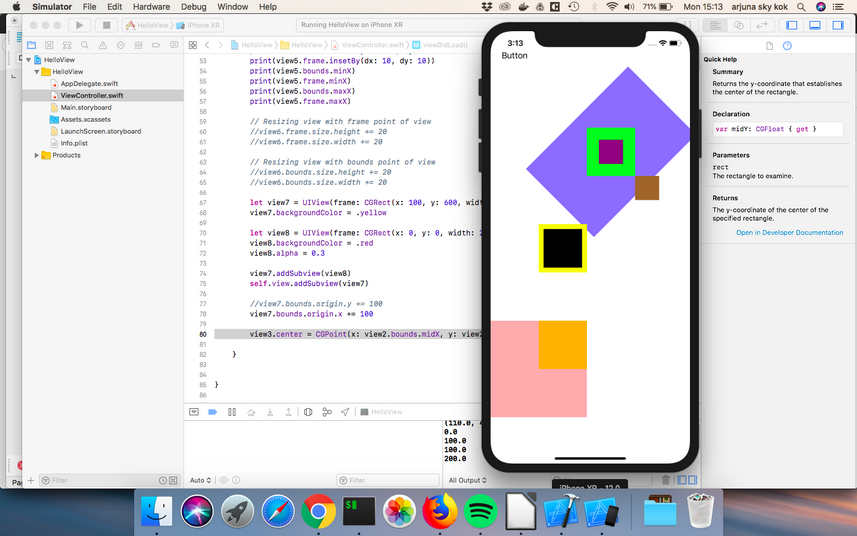 Simulator File Edit Hardware Debug Window Help
71% Mon 15:13 arjuna sky kok
HelloView iPhone XR
Running HelloView on iPhone XR
HelloView HelloView ViewController.swift viewDidLoad()
HelloView
HelloView
AppDelegate.swift
ViewController.swift
Main.storyboard
Assets.xcassets
LaunchScreen.storyboard
Info.plist
Products
53 print(view5.frame.insetBy(dx: 10, dy: 10))
54 print(view5.bounds.minX)
55 print(view5.frame.minX)
56 print(view5.bounds.maxX)
57 print(view5.frame.maxX)
58
59 // Resizing view with frame point of view
60 //view6.frame.size.height += 20
61 //view6.frame.size.width += 20
62
63 // Resizing view with bounds point of view
64 //view6.bounds.size.height += 20
65 //view6.bounds.size.width += 20
66
67 let view7 = UIView(frame: CGRect(x: 100, y: 600, width
68 view7.backgroundColor = .yellow
69
70 let view8 = UIView(frame: CGRect(x: 0, y: 0, width: 2
71 view8.backgroundColor = .red
72 view8.alpha = 0.3
73
74 view7.addSubview(view8)
75 self.view.addSubview(view7)
76
77 //view7.bounds.origin.y += 100
78 view7.bounds.origin.x += 100
79
80 view3.center = CGPoint(x: view2.bounds.midX, y: view2
81
82 }
83
84
85 }
86
HelloView
(110.0,
0.0
100.0
100.0
200.0
Filter
Auto
Filter
All Output
3:13
Button
iPhone XR - 12.0
Quick Help
Summary
Returns the y-coordinate that establishes
the center of the rectangle.
Declaration
var midY: CGFloat { get }
Parameters
rect
The rectangle to examine.
Returns
The y-coordinate of the center of the
specified rectangle.
Open in Developer Documentation